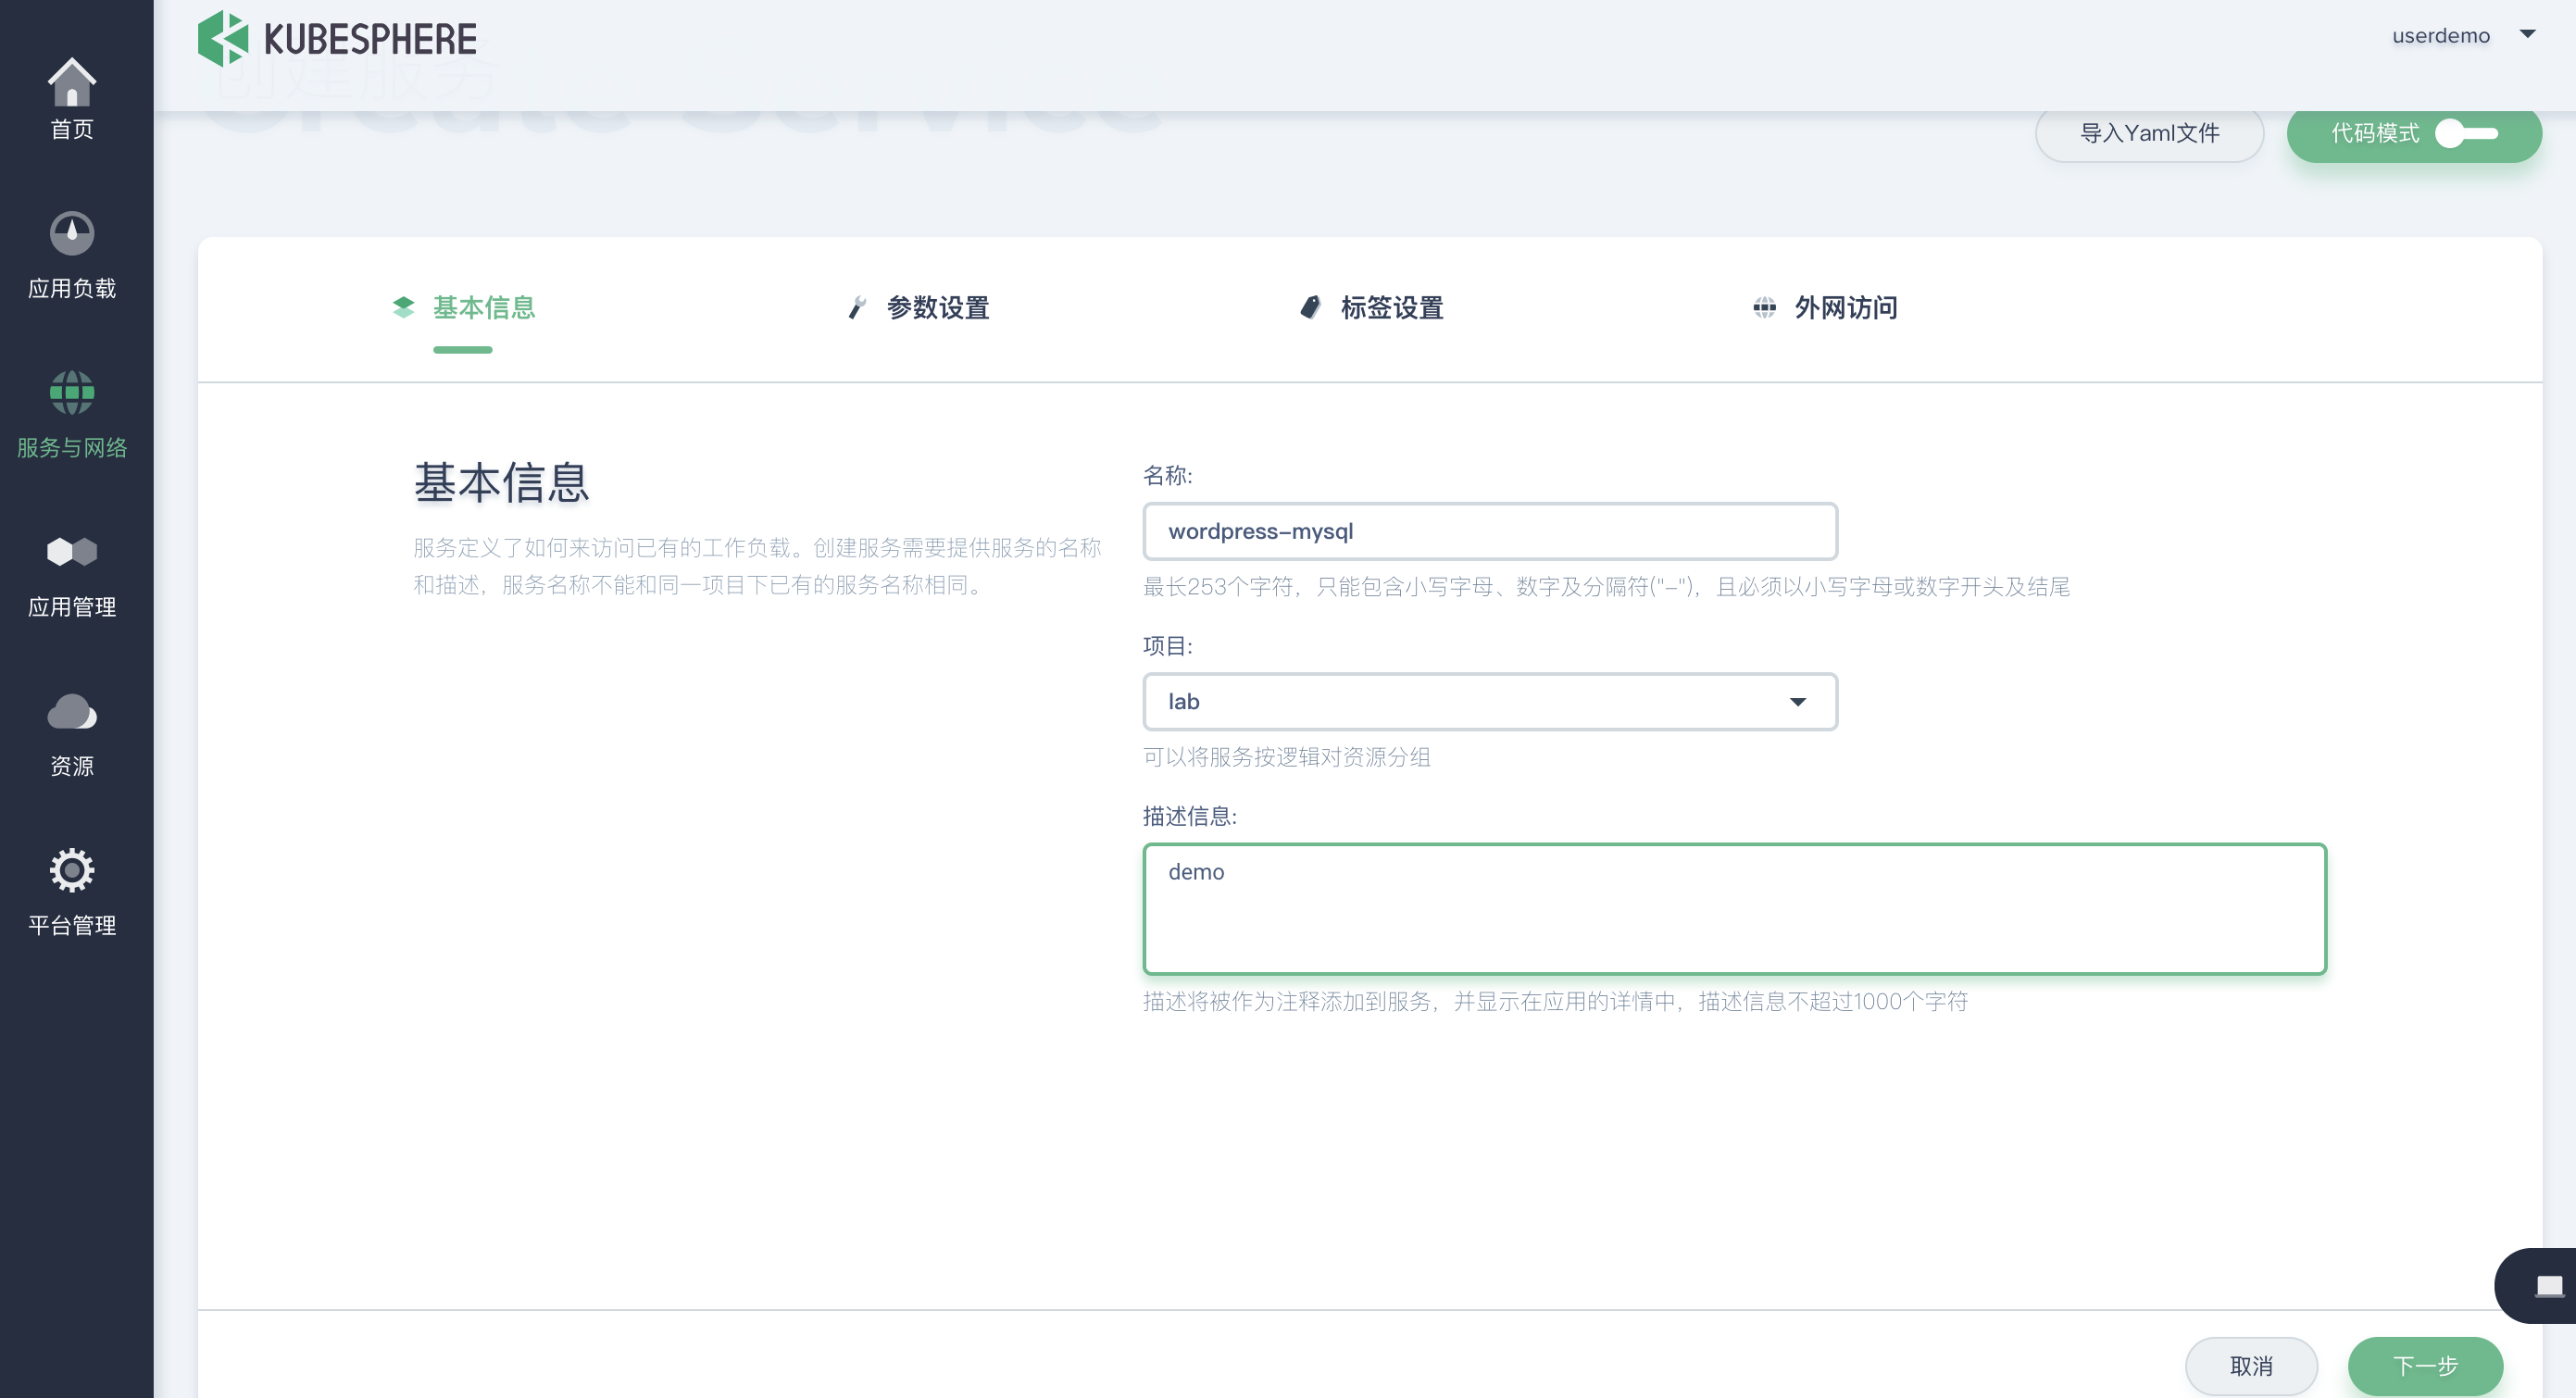 KUBESPHERE
userdemo
创建服务
Create Service
导入Yaml文件
代码模式
首页
应用负载
服务与网络
应用管理
资源
平台管理
基本信息
参数设置
标签设置
外网访问
基本信息
服务定义了如何来访问已有的工作负载。创建服务需要提供服务的名称
和描述，服务名称不能和同一项目下已有的服务名称相同。
名称:
wordpress-mysql
最长253个字符，只能包含小写字母、数字及分隔符("-")，且必须以小写字母或数字开头及结尾
项目:
lab
可以将服务按逻辑对资源分组
描述信息:
demo
描述将被作为注释添加到服务，并显示在应用的详情中，描述信息不超过1000个字符
取消
下一步